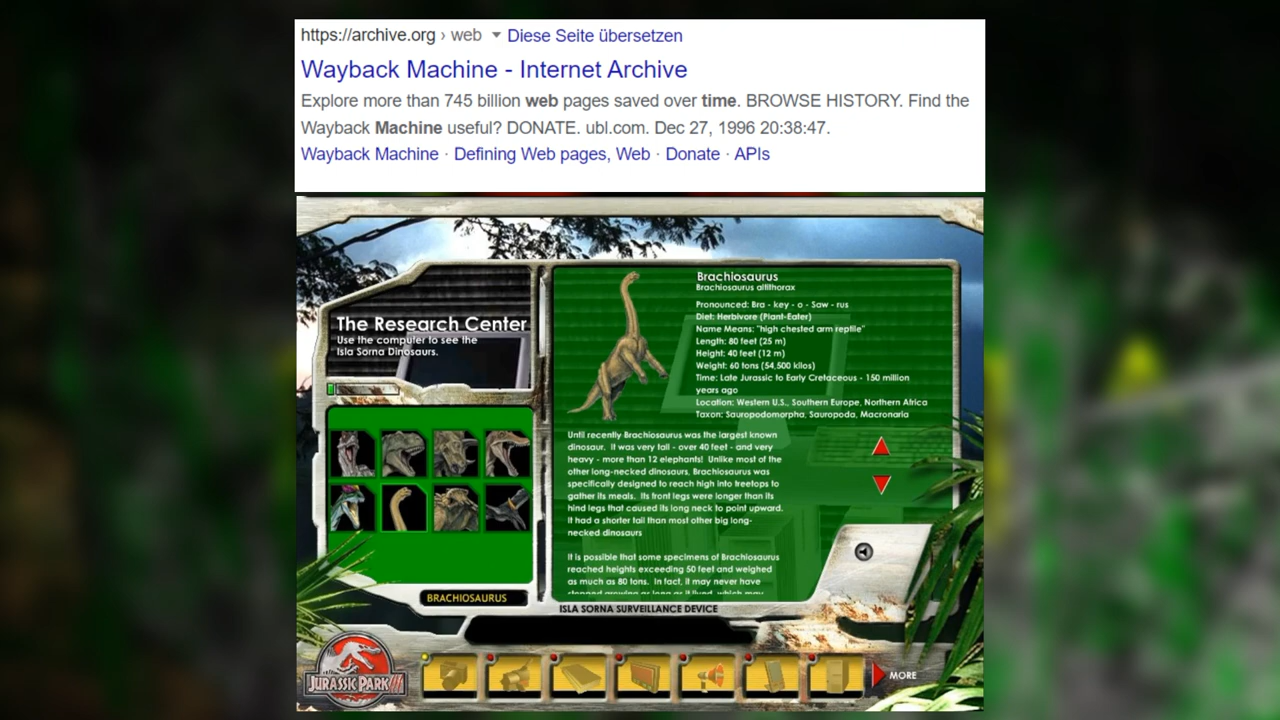 https://archive.org › web ▼ Diese Seite übersetzen
Wayback Machine - Internet Archive
Explore more than 745 billion web pages saved over time. BROWSE HISTORY. Find the
Wayback Machine useful? DONATE. ubl.com. Dec 27, 1996 20:38:47.
Wayback Machine · Defining Web pages, Web · Donate · APIs
The Research Center
Use the computer to see the
Isla Sorna Dinosaurs.
BRACHIOSAURUS
Brachiosaurus
Brachiosaurus altithorax
Pronounced: Bra - key - o - Saw - rus
Diet: Herbivore (Plant-Eater)
Name Means: "high chested arm reptile"
Length: 80 feet (25 m)
Height: 40 feet (12 m)
Weight: 60 tons (54,500 kilos)
Time: Late Jurassic to Early Cretaceous - 150 million
years ago
Location: Western U.S., Southern Europe, Northern Africa
Taxon: Sauropodomorpha, Sauropoda, Macronaria
Until recently Brachiosaurus was the largest known
dinosaur. It was very tall - over 40 feet - and very
heavy - more than 12 elephants! Unlike most of the
other long-necked dinosaurs, Brachiosaurus was
specifically designed to reach high into treetops to
gather its meals. Its front legs were longer than its
hind legs that caused its long neck to point upward.
It had a shorter tail than most other big long-
necked dinosaurs
It is possible that some specimens of Brachiosaurus
reached heights exceeding 50 feet and weighed
as much as 80 tons. In fact, it may never have
stopped growing as long as it lived, which may
ISLA SORNA SURVEILLANCE DEVICE
JURASSIC PARK III
MORE